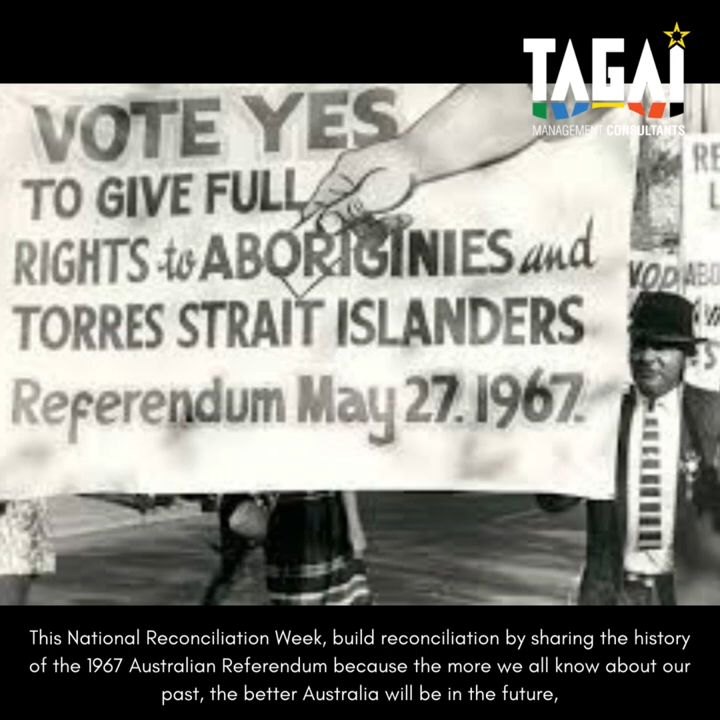 TAGAI
MANAGEMENT CONSULTANTS
VOTE YES
TO GIVE FULL
RIGHTS to ABORIGINIES and
TORRES STRAIT ISLANDERS
Referendum May 27. 1967.
This National Reconciliation Week, build reconciliation by sharing the history
of the 1967 Australian Referendum because the more we all know about our
past, the better Australia will be in the future,